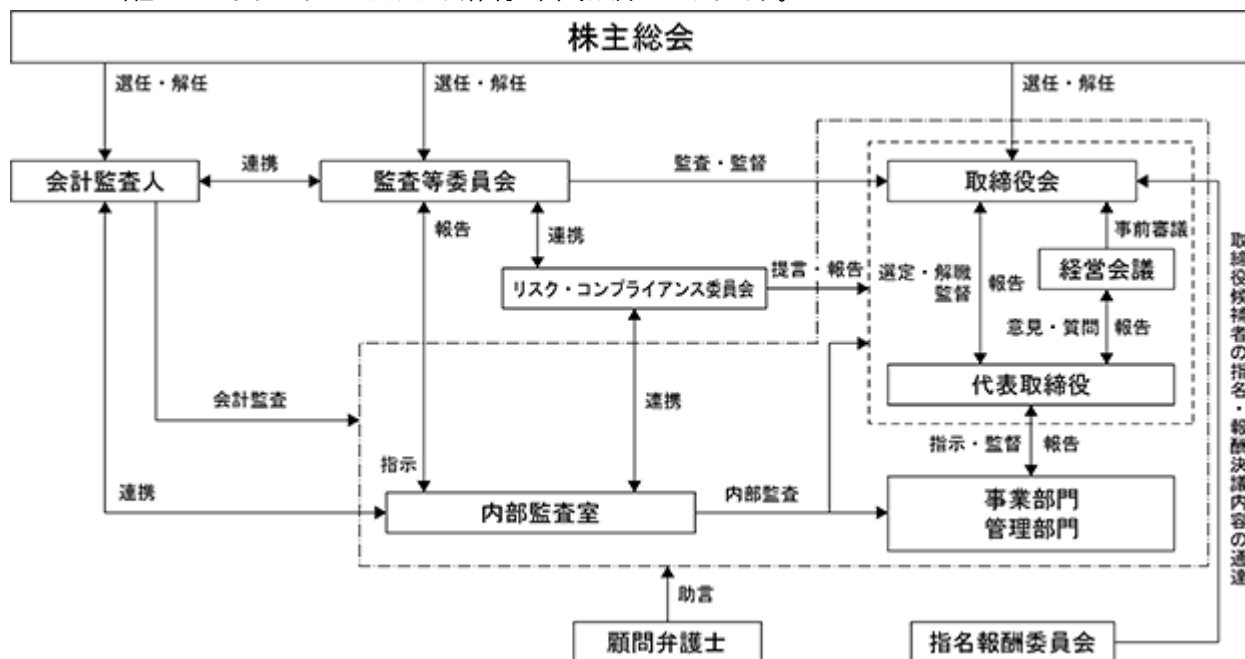 株主総会
選任・解任
選任・解任
選任・解任
会計監査人
連携
監査等委員会
監査・監督
取締役会
報告
連携
事前審議
リスク・コンプライアンス委員会
提言・報告
選定・解職
監督
報告
経営会議
意見・質問
報告
代表取締役
会計監査
連携
指示・監督
報告
指示
連携
内部監査室
内部監査
事業部門
管理部門
取締役候補者の指名・報酬決議内容の通達
助言
顧問弁護士
指名報酬委員会